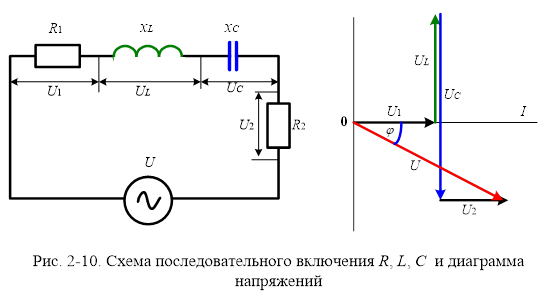 R1 XL XC
U1 UL UC
U2 R2
U
UL
UC
U1 I
0 φ
U
U2
Рис. 2-10. Схема последовательного включения R, L, C и диаграмма
напряжений